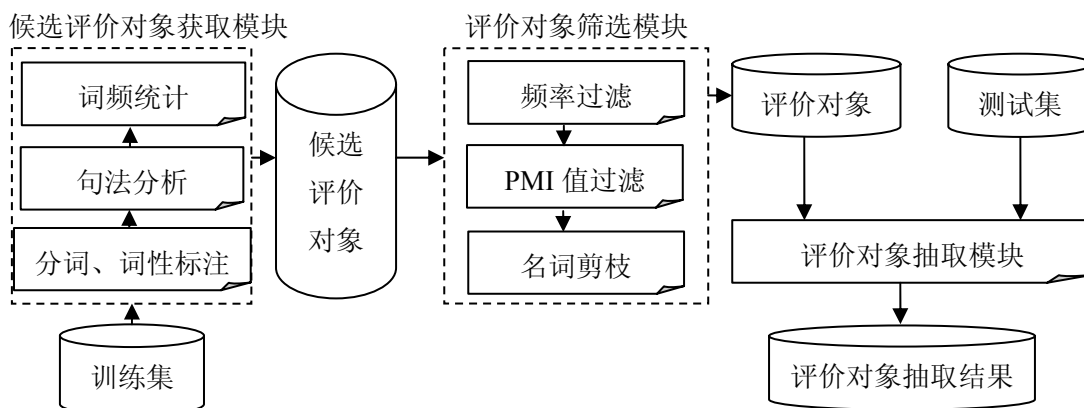 候选评价对象获取模块
词频统计
句法分析
分词、词性标注
训练集
候选
评价
对象
评价对象筛选模块
频率过滤
PMI 值过滤
名词剪枝
评价对象
测试集
评价对象抽取模块
评价对象抽取结果